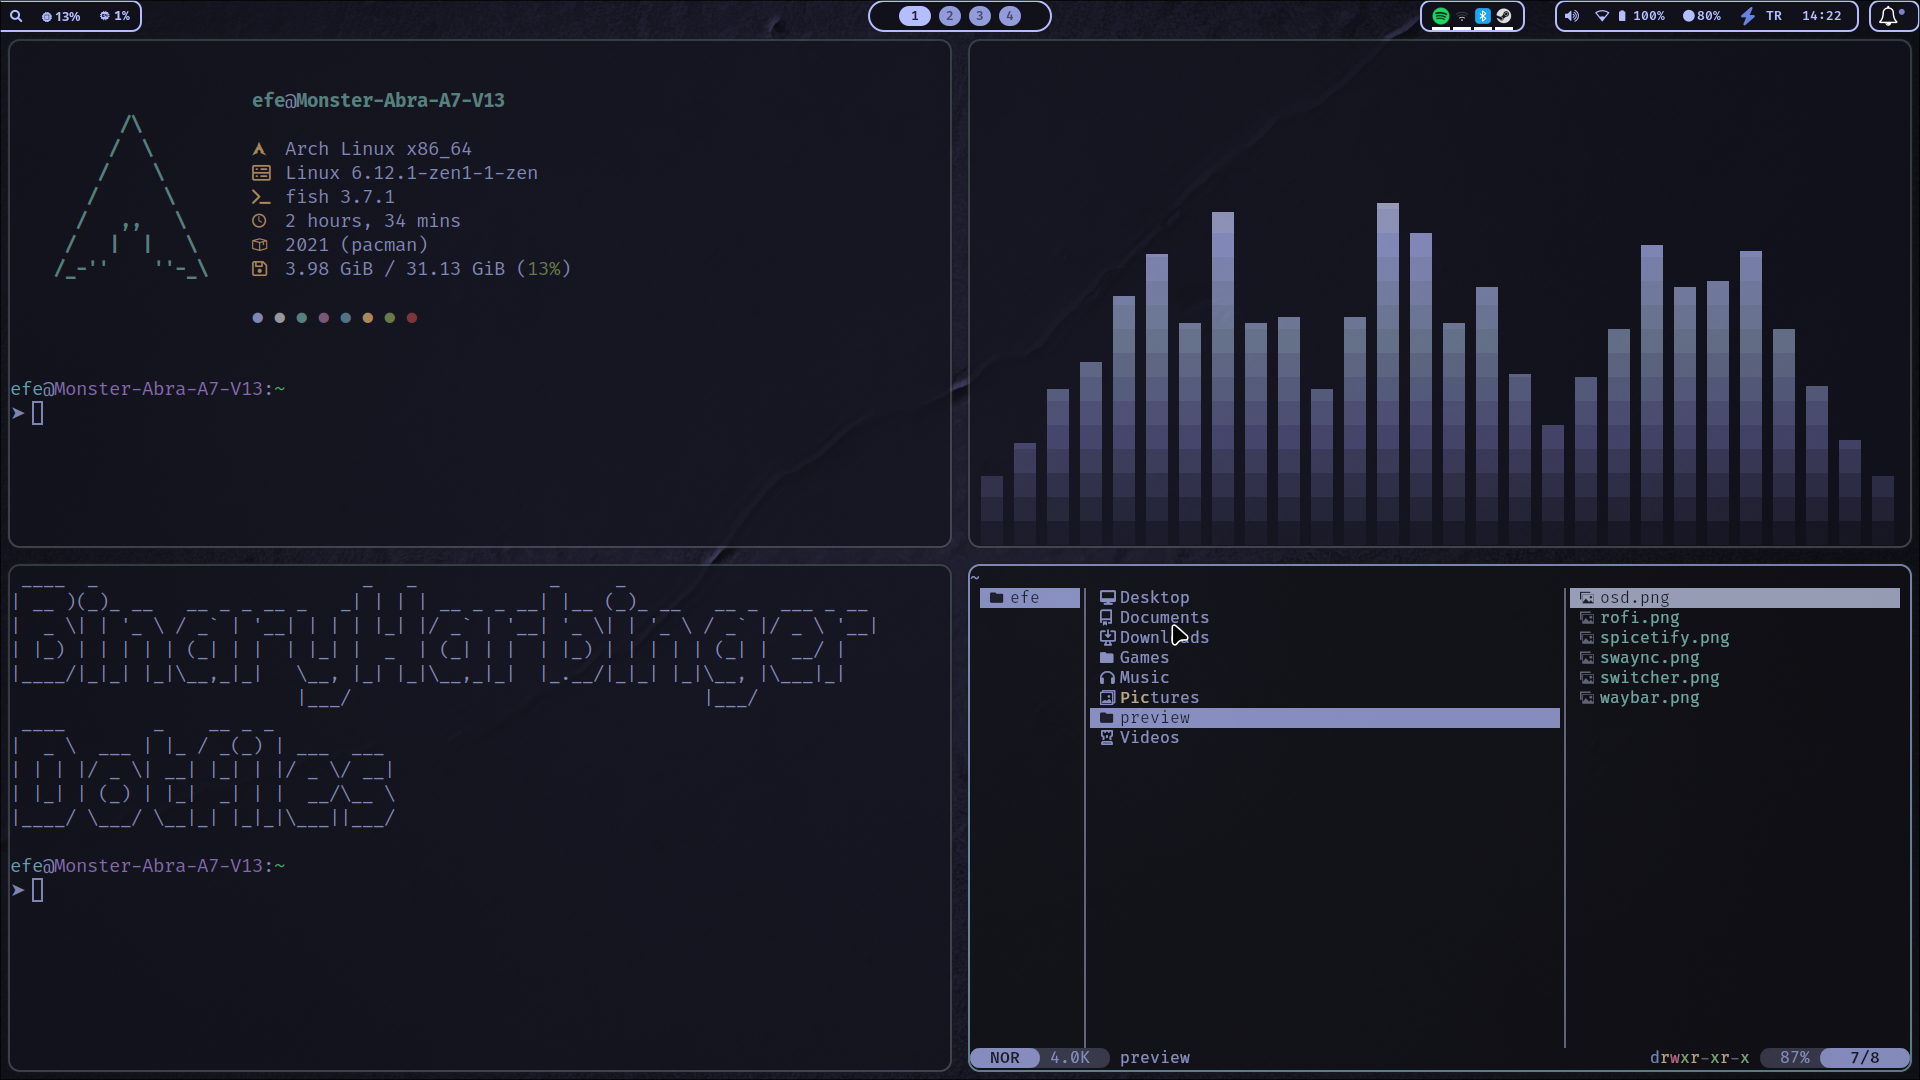 13% 1%
1 2 3 4
100% 80% TR 14:22
efe@Monster-Abra-A7-V13
Arch Linux x86_64
Linux 6.12.1-zen1-1-zen
fish 3.7.1
2 hours, 34 mins
2021 (pacman)
3.98 GiB / 31.13 GiB (13%)
efe@Monster-Abra-A7-V13:~
➤
BinaryHarbinger
Dotfiles
efe@Monster-Abra-A7-V13:~
➤
~
efe
Desktop
Documents
Downloads
Games
Music
Pictures
preview
Videos
osd.png
rofi.png
spicetify.png
swaync.png
switcher.png
waybar.png
NOR 4.0K preview drwxr-xr-x 87% 7/8